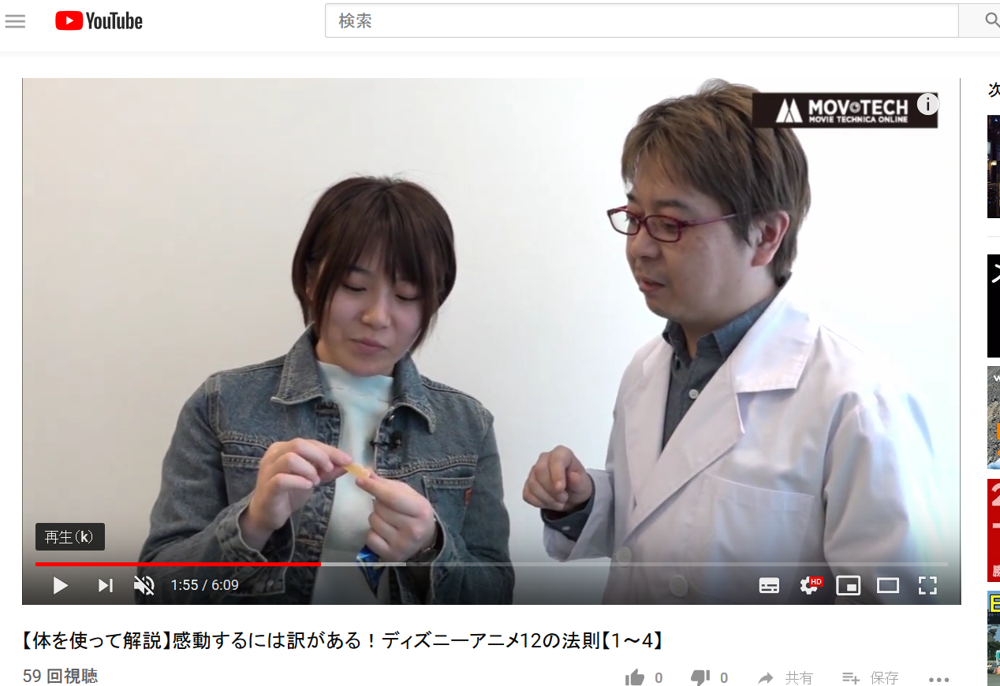 YouTube
検索
次
MOVOTECH
MOVIE TECHNICA ONLINE
i
再生（k）
1:55 / 6:09
HD
【体を使って解説】感動するには訳がある！ディズニーアニメ12の法則【1～4】
59 回視聴
0
0
共有
保存